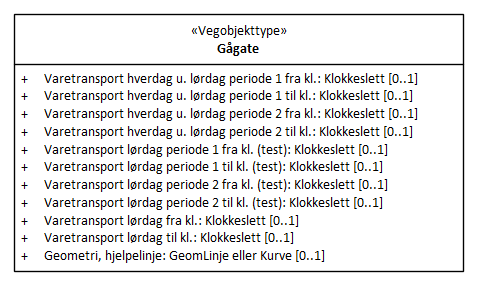 «Vegobjekttype»
Gågate
+ Varetransport hverdag u. lørdag periode 1 fra kl.: Klokkeslett [0..1]
+ Varetransport hverdag u. lørdag periode 1 til kl.: Klokkeslett [0..1]
+ Varetransport hverdag u. lørdag periode 2 fra kl.: Klokkeslett [0..1]
+ Varetransport hverdag u. lørdag periode 2 til kl.: Klokkeslett [0..1]
+ Varetransport lørdag periode 1 fra kl. (test): Klokkeslett [0..1]
+ Varetransport lørdag periode 1 til kl. (test): Klokkeslett [0..1]
+ Varetransport lørdag periode 2 fra kl. (test): Klokkeslett [0..1]
+ Varetransport lørdag periode 2 til kl. (test): Klokkeslett [0..1]
+ Varetransport lørdag fra kl.: Klokkeslett [0..1]
+ Varetransport lørdag til kl.: Klokkeslett [0..1]
+ Geometri, hjelpelinje: GeomLinje eller Kurve [0..1]